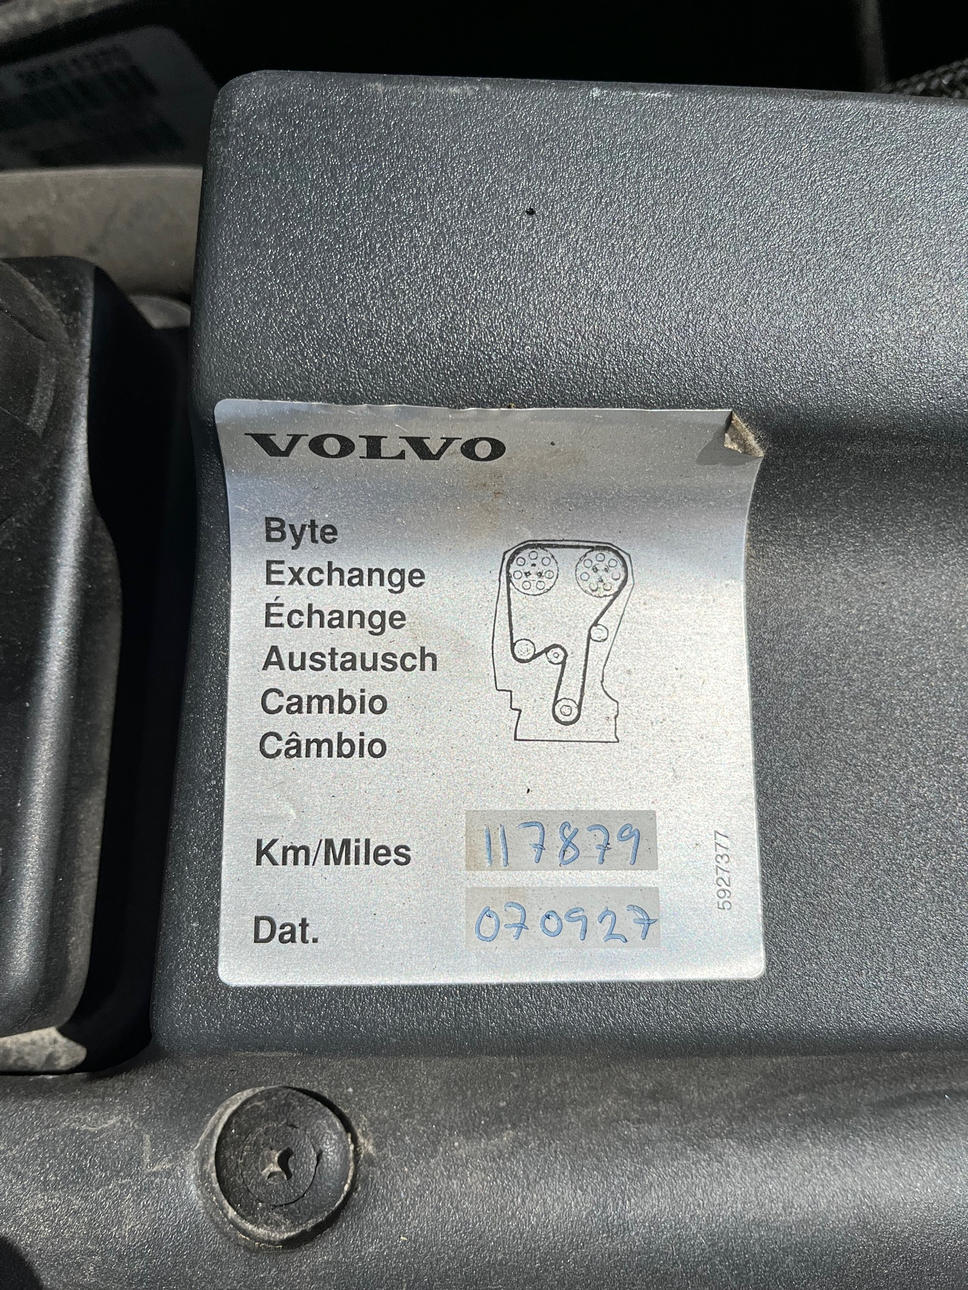 VOLVO
Byte
Exchange
Échange
Austausch
Cambio
Câmbio
Km/Miles 117879
Dat. 070927
5927377